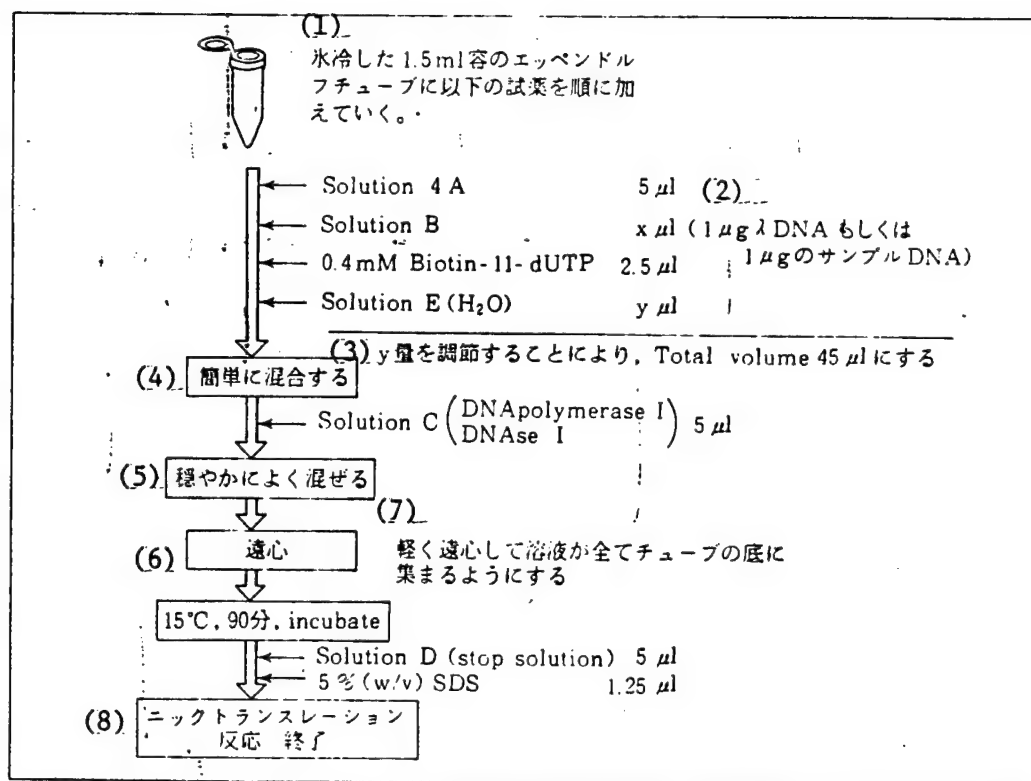 (1)
氷冷した1.5ml容のエッペンドル
フチューブに以下の試薬を順に加
えていく。
Solution 4A 5 μl (2)
Solution B x μl (1μg λ DNA もしくは
1μgのサンプルDNA)
0.4mM Biotin-11-dUTP 2.5 μl
Solution E (H₂O) y μl
(3) y量を調節することにより, Total volume 45 μlにする
(4) 簡単に混合する
Solution C (DNApolymerase I
DNAse I) 5 μl
(5) 穏やかによく混ぜる
(7)
(6) 遠心
軽く遠心して溶液が全てチューブの底に
集まるようにする
15℃, 90分, incubate
Solution D (stop solution) 5 μl
5 % (w/v) SDS 1.25 μl
(8) ニックトランスレーション
反応 終了